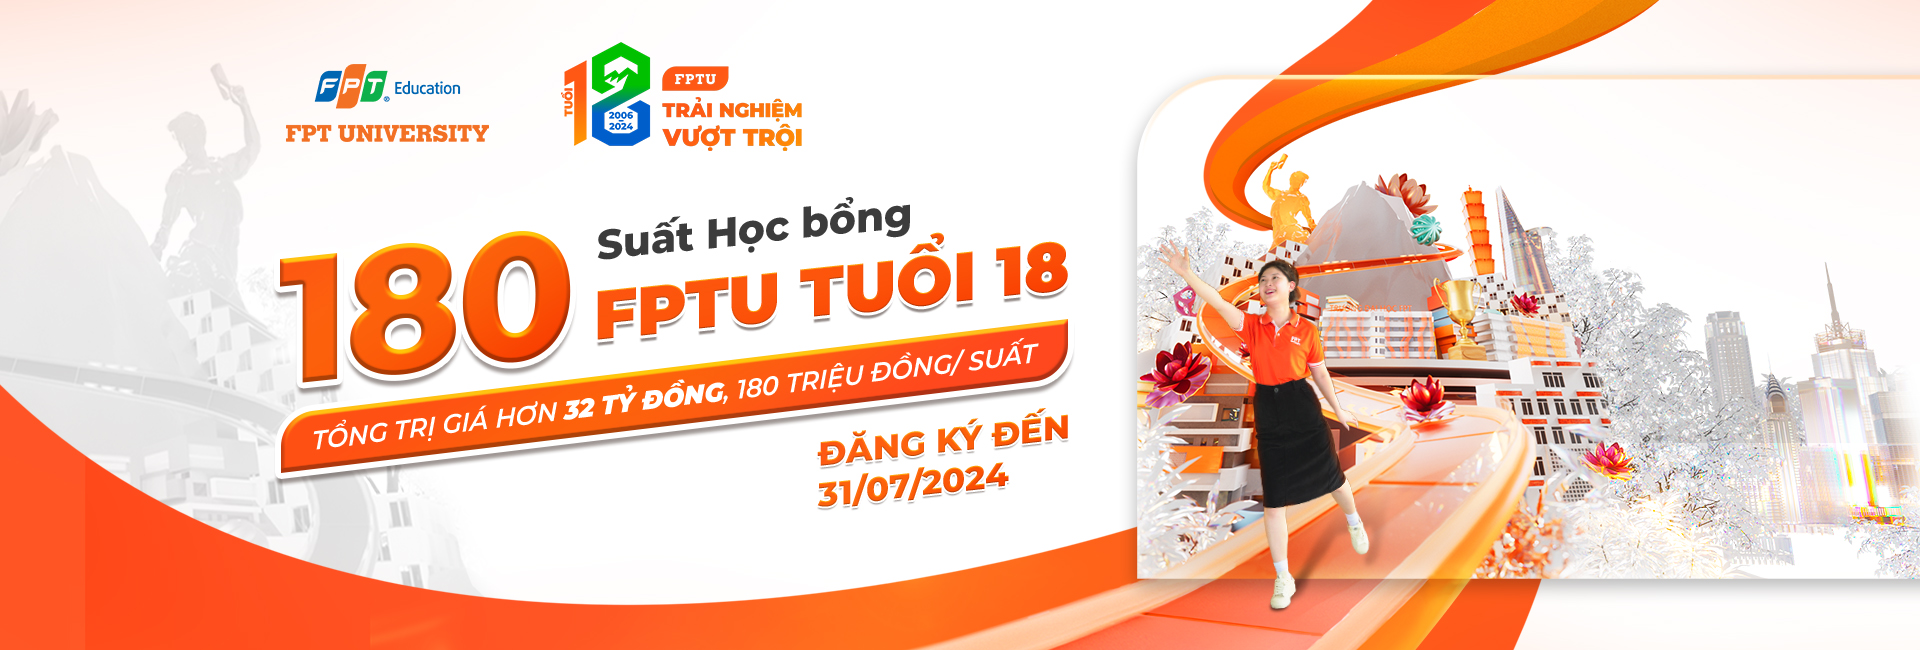 FPT Education
FPT UNIVERSITY
TUỔI 18
2006
-2024
FPTU
TRẢI NGHIỆM
VƯỢT TRỘI
180
Suất Học bổng
FPTU TUỔI 18
TỔNG TRỊ GIÁ HƠN 32 TỶ ĐỒNG, 180 TRIỆU ĐỒNG/ SUẤT
ĐĂNG KÝ ĐẾN
31/07/2024
FPT